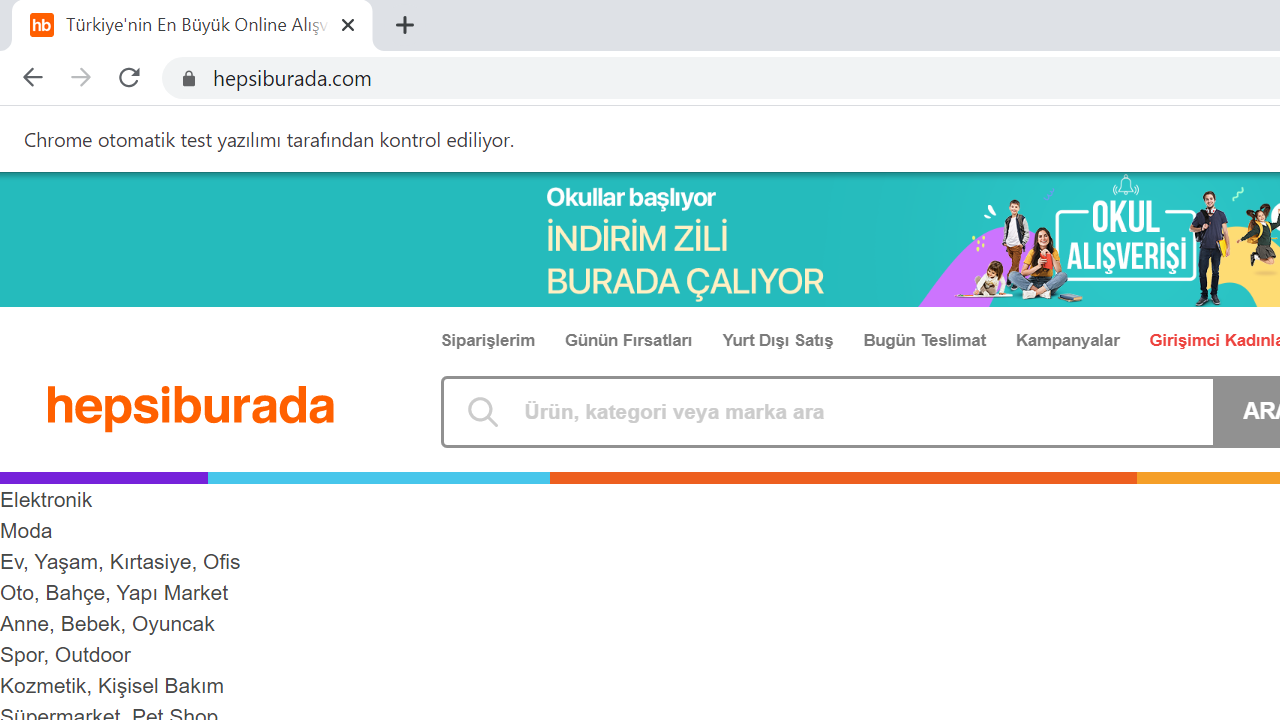 hb Türkiye'nin En Büyük Online Alışv
hepsiburada.com
Chrome otomatik test yazılımı tarafından kontrol ediliyor.
Okullar başlıyor
İNDİRİM ZİLİ
BURADA ÇALIYOR
OKUL
ALIŞVERİŞİ
Siparişlerim Günün Fırsatları Yurt Dışı Satış Bugün Teslimat Kampanyalar Girişimci Kadınla
hepsiburada
Ürün, kategori veya marka ara
ARA
Elektronik
Moda
Ev, Yaşam, Kırtasiye, Ofis
Oto, Bahçe, Yapı Market
Anne, Bebek, Oyuncak
Spor, Outdoor
Kozmetik, Kişisel Bakım
Süpermarket, Pet Shop